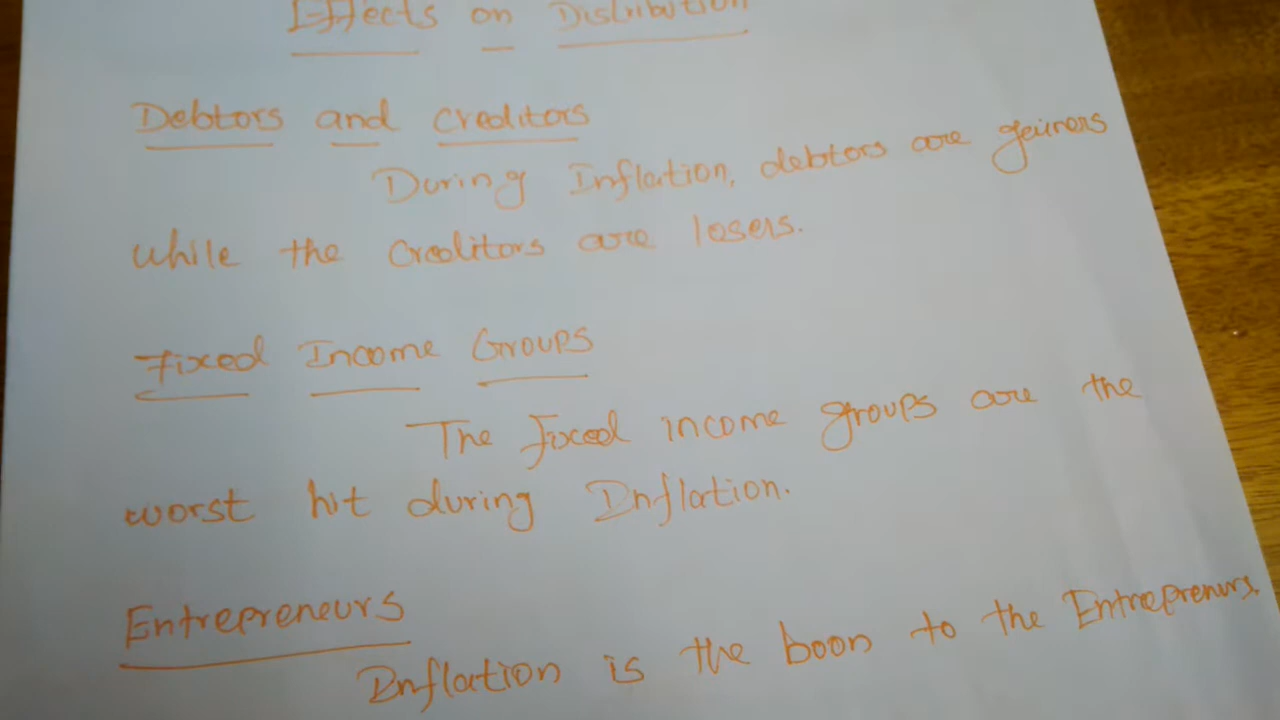 Effects on Distribution
Debtors and Creditors
During Inflation, debtors are gainers
while the Creditors are losers.
Fixed Income Groups
The fixed income groups are the
worst hit during Inflation.
Entrepreneurs
Inflation is the boon to the Entreprenurs.